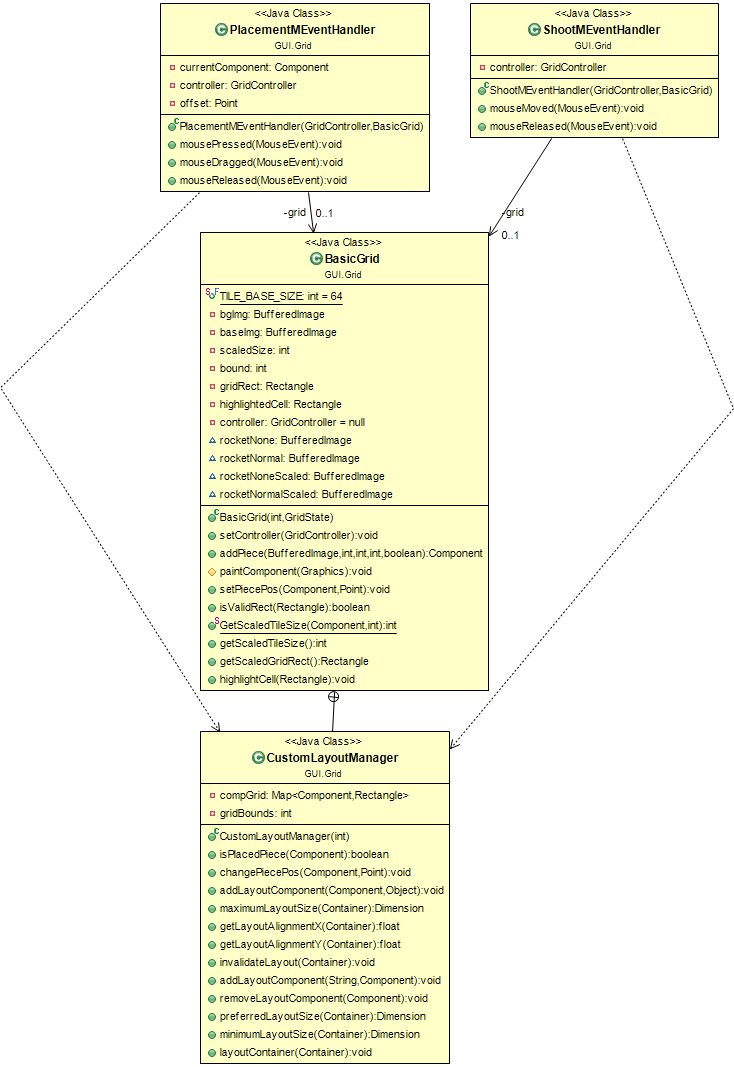 <<Java Class>>
PlacementMEventHandler
GUI.Grid
currentComponent: Component
controller: GridController
offset: Point
PlacementMEventHandler(GridController,BasicGrid)
mousePressed(MouseEvent):void
mouseDragged(MouseEvent):void
mouseReleased(MouseEvent):void
<<Java Class>>
ShootMEventHandler
GUI.Grid
controller: GridController
ShootMEventHandler(GridController,BasicGrid)
mouseMoved(MouseEvent):void
mouseReleased(MouseEvent):void
-grid
0..1
-grid
0..1
<<Java Class>>
BasicGrid
GUI.Grid
TILE_BASE_SIZE: int = 64
bgImg: BufferedImage
baseImg: BufferedImage
scaledSize: int
bound: int
gridRect: Rectangle
highlightedCell: Rectangle
controller: GridController = null
rocketNone: BufferedImage
rocketNormal: BufferedImage
rocketNoneScaled: BufferedImage
rocketNormalScaled: BufferedImage
BasicGrid(int,GridState)
setController(GridController):void
addPiece(BufferedImage,int,int,int,boolean):Component
paintComponent(Graphics):void
setPiecePos(Component,Point):void
isValidRect(Rectangle):boolean
GetScaledTileSize(Component,int):int
getScaledTileSize():int
getScaledGridRect():Rectangle
highlightCell(Rectangle):void
<<Java Class>>
CustomLayoutManager
GUI.Grid
compGrid: Map<Component,Rectangle>
gridBounds: int
CustomLayoutManager(int)
isPlacedPiece(Component):boolean
changePiecePos(Component,Point):void
addLayoutComponent(Component,Object):void
maximumLayoutSize(Container):Dimension
getLayoutAlignmentX(Container):float
getLayoutAlignmentY(Container):float
invalidateLayout(Container):void
addLayoutComponent(String,Component):void
removeLayoutComponent(Component):void
preferredLayoutSize(Container):Dimension
minimumLayoutSize(Container):Dimension
layoutContainer(Container):void